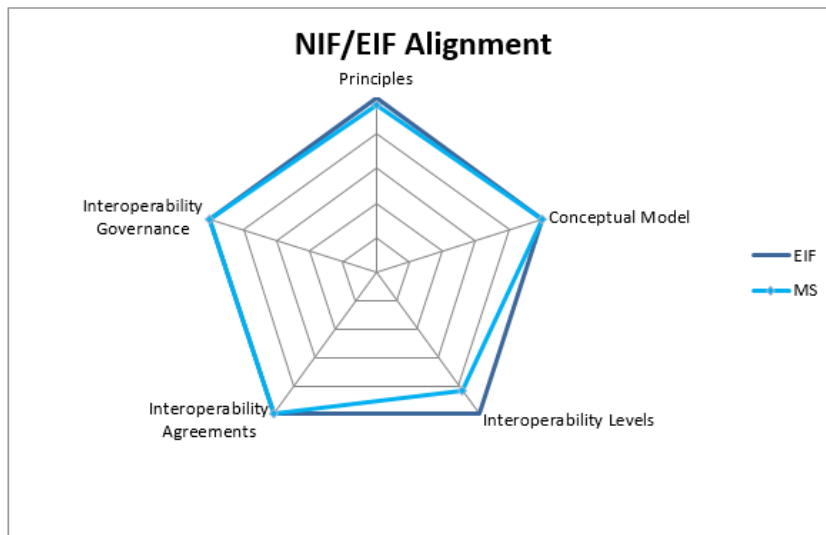 NIF/EIF Alignment
Principles
Interoperability
Governance
Conceptual Model
EIF
MS
Interoperability
Agreements
Interoperability Levels